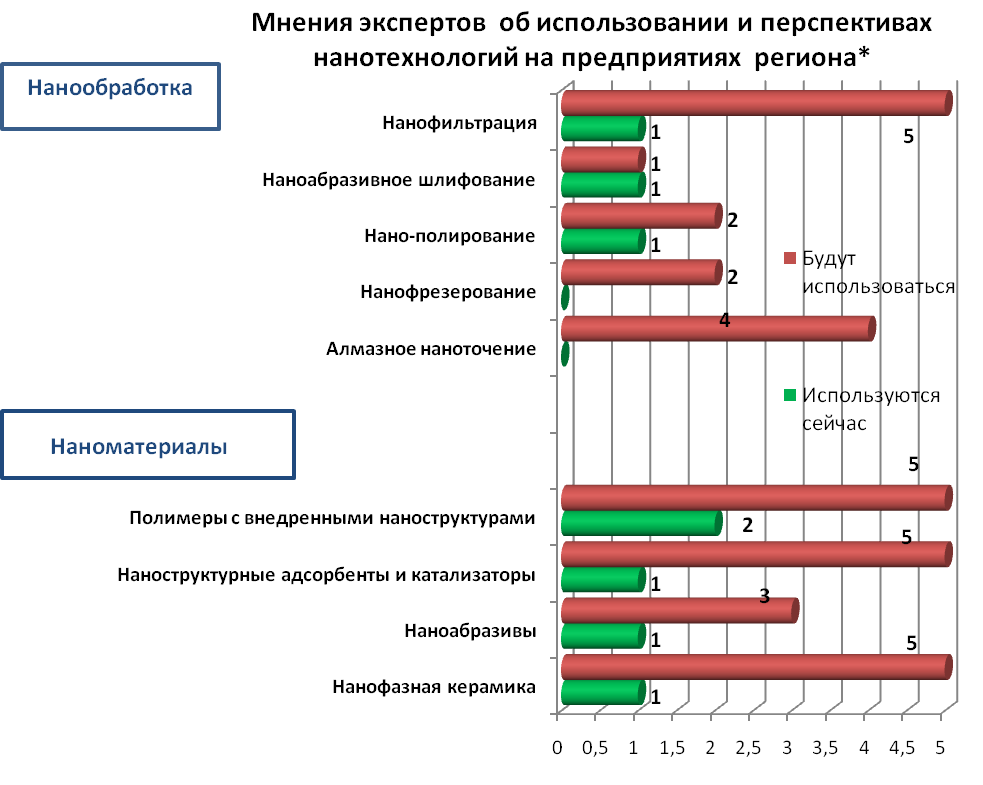 Мнения экспертов об использовании и перспективах
нанотехнологий на предприятиях региона*
Нанообработка
Нанофильтрация
5
1
Наноабразивное шлифование
1
1
Нано-полирование
2
1
Нанофрезерование
2
Алмазное наноточение
4
Будут
использоваться
Используются
сейчас
Наноматериалы
Полимеры с внедренными наноструктурами
5
2
Наноструктурные адсорбенты и катализаторы
5
1
Наноабразивы
3
1
Нанофазная керамика
5
1
0 0,5 1 1,5 2 2,5 3 3,5 4 4,5 5